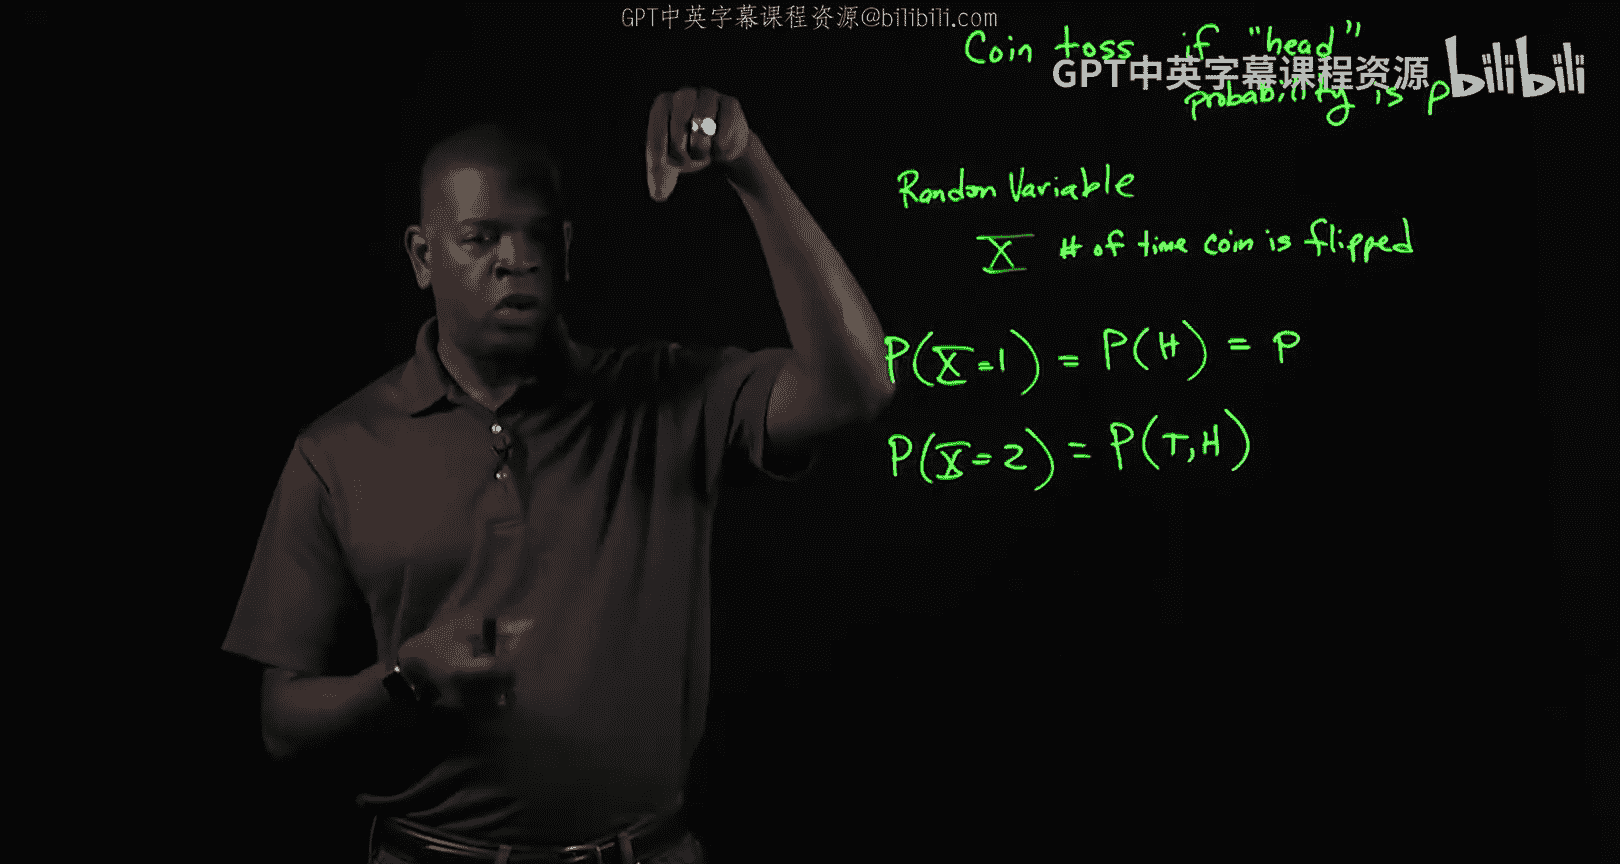 GPT中英字幕课程资源@bilibili.com
Coin toss if "head"
GPT中英字幕课程资源 bilibili
probability is p
Random Variable
X # of time coin is flipped
P(X=1) = P(H) = p
P(X=2) = P(T,H)